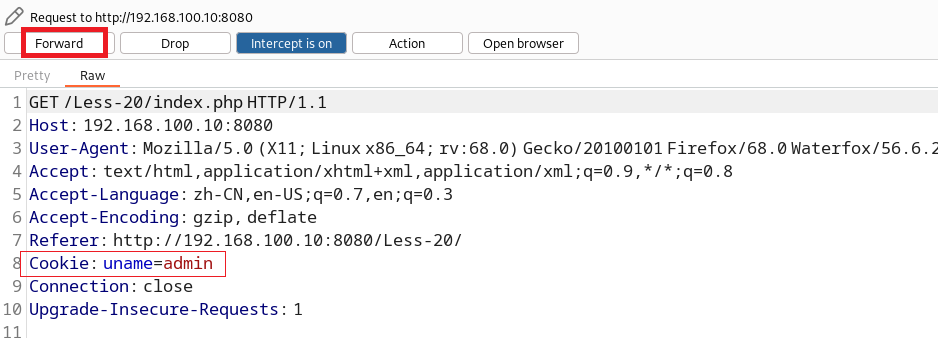 Request to http://192.168.100.10:8080
Forward Drop Intercept is on Action Open browser
Pretty Raw
1 GET /Less-20/index.php HTTP/1.1
2 Host: 192.168.100.10:8080
3 User-Agent: Mozilla/5.0 (X11; Linux x86_64; rv:68.0) Gecko/20100101 Firefox/68.0 Waterfox/56.6.2
4 Accept: text/html,application/xhtml+xml,application/xml;q=0.9,*/*;q=0.8
5 Accept-Language: zh-CN,en-US;q=0.7,en;q=0.3
6 Accept-Encoding: gzip, deflate
7 Referer: http://192.168.100.10:8080/Less-20/
8 Cookie: uname=admin
9 Connection: close
10 Upgrade-Insecure-Requests: 1
11